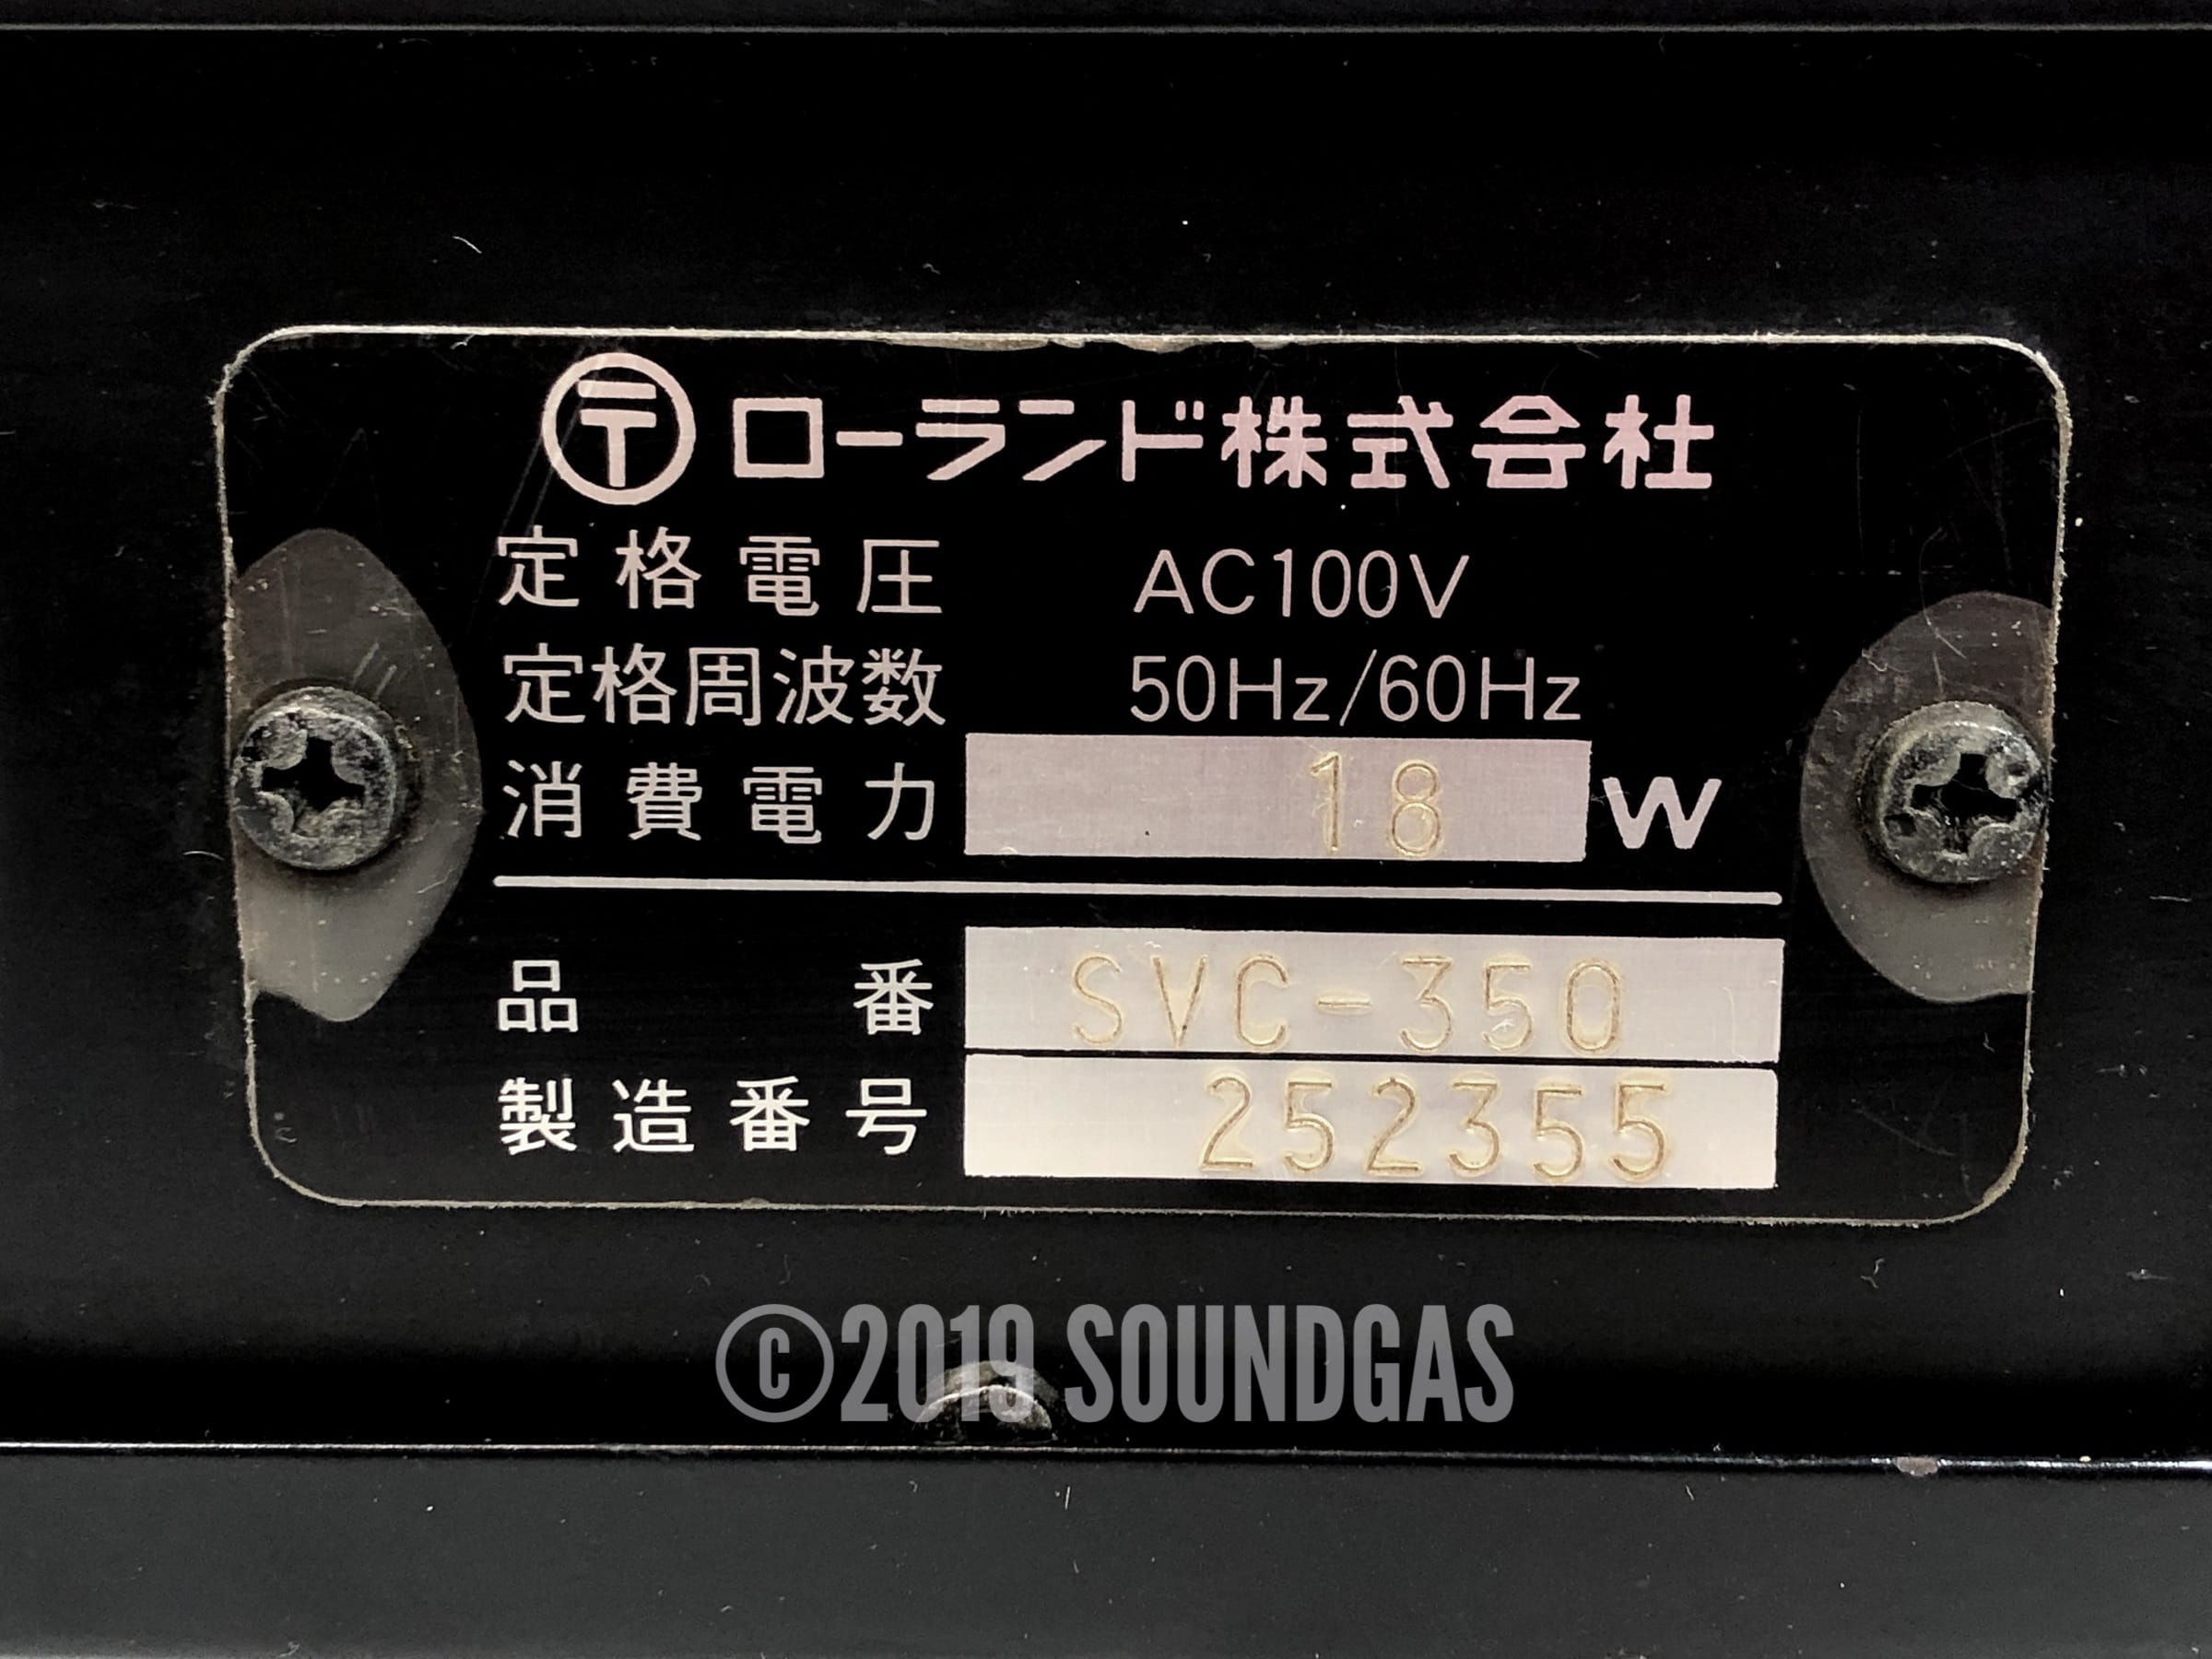 〒 ローランド株式会社
定格電圧 AC100V
定格周波数 50Hz/60Hz
消費電力 18 W
品番 SVC-350
製造番号 252355
©2019 SOUNDGAS